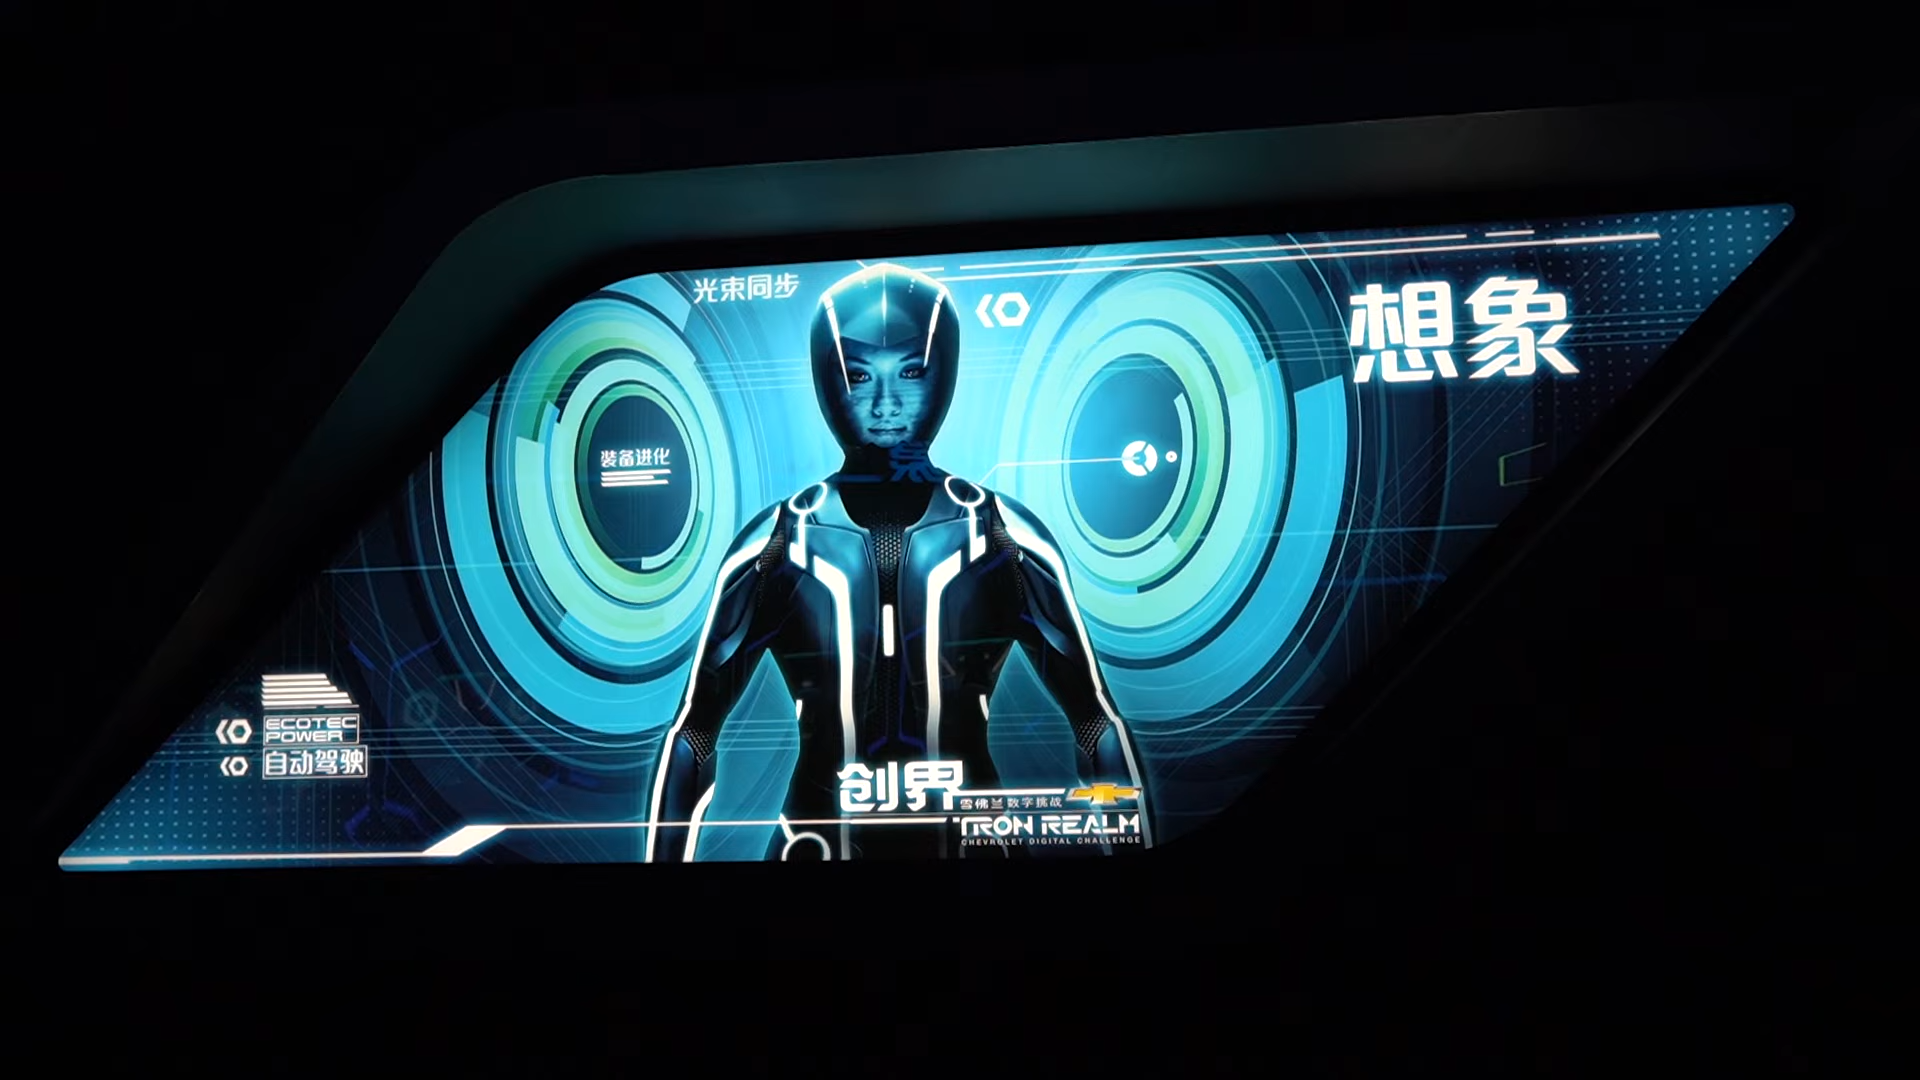 光束同步
想象
装备进化
ECOTEC
POWER
自动驾驶
创界
雪佛兰数字挑战
TRON REALM
CHEVROLET DIGITAL CHALLENGE